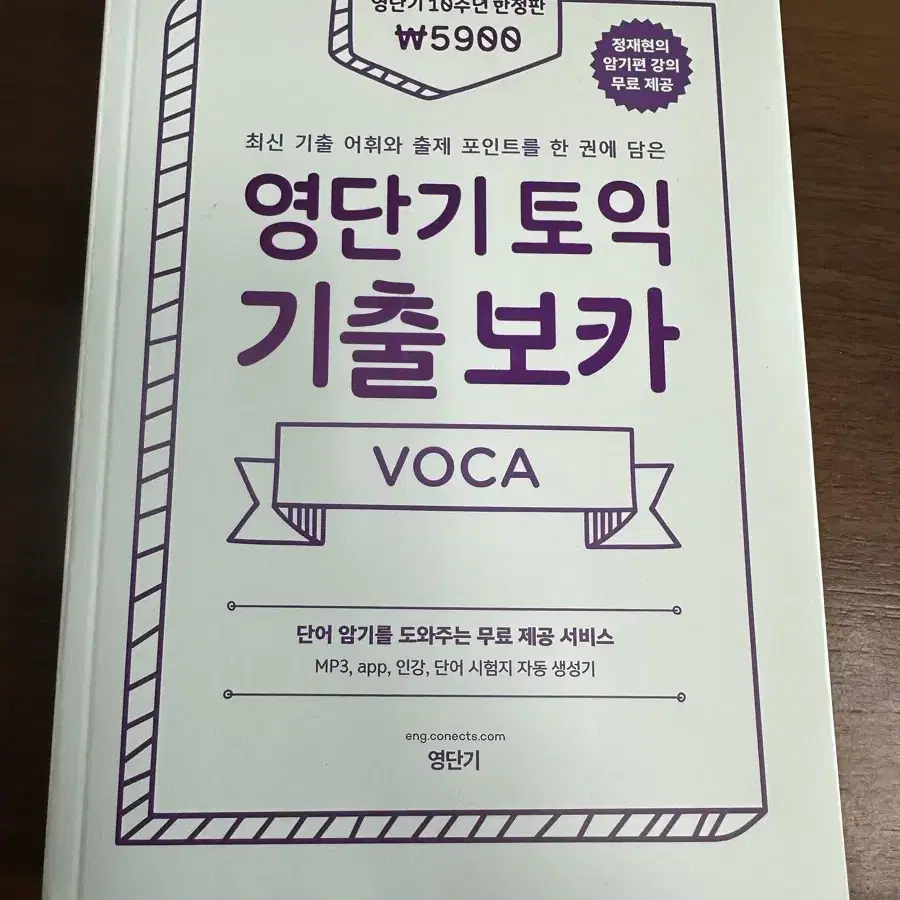 영단기 10주년 한정판
₩5900
정재현의
암기편 강의
무료 제공
최신 기출 어휘와 출제 포인트를 한 권에 담은
영단기 토익
기출 보카
VOCA
단어 암기를 도와주는 무료 제공 서비스
MP3, app, 인강, 단어 시험지 자동 생성기
eng.conects.com
영단기